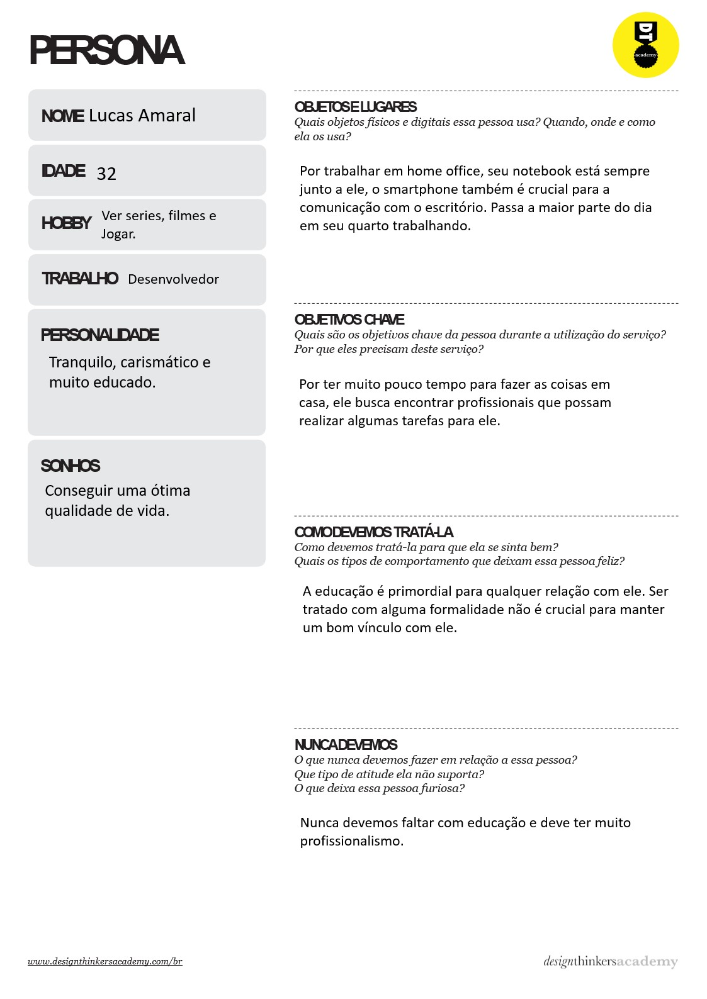 PERSONA
DT
academy
NOME Lucas Amaral
IDADE 32
HOBBY Ver series, filmes e
Jogar.
TRABALHO Desenvolvedor
PERSONALIDADE
Tranquilo, carismático e
muito educado.
SONHOS
Conseguir uma ótima
qualidade de vida.
OBJETOS E LUGARES
Quais objetos físicos e digitais essa pessoa usa? Quando, onde e como
ela os usa?
Por trabalhar em home office, seu notebook está sempre
junto a ele, o smartphone também é crucial para a
comunicação com o escritório. Passa a maior parte do dia
em seu quarto trabalhando.
OBJETIVOS CHAVE
Quais são os objetivos chave da pessoa durante a utilização do serviço?
Por que eles precisam deste serviço?
Por ter muito pouco tempo para fazer as coisas em
casa, ele busca encontrar profissionais que possam
realizar algumas tarefas para ele.
COMO DEVEMOS TRATÁ-LA
Como devemos tratá-la para que ela se sinta bem?
Quais os tipos de comportamento que deixam essa pessoa feliz?
A educação é primordial para qualquer relação com ele. Ser
tratado com alguma formalidade não é crucial para manter
um bom vínculo com ele.
NUNCA DEVEMOS
O que nunca devemos fazer em relação a essa pessoa?
Que tipo de atitude ela não suporta?
O que deixa essa pessoa furiosa?
Nunca devemos faltar com educação e deve ter muito
profissionalismo.
www.designthinkersacademy.com/br
designthinkersacademy